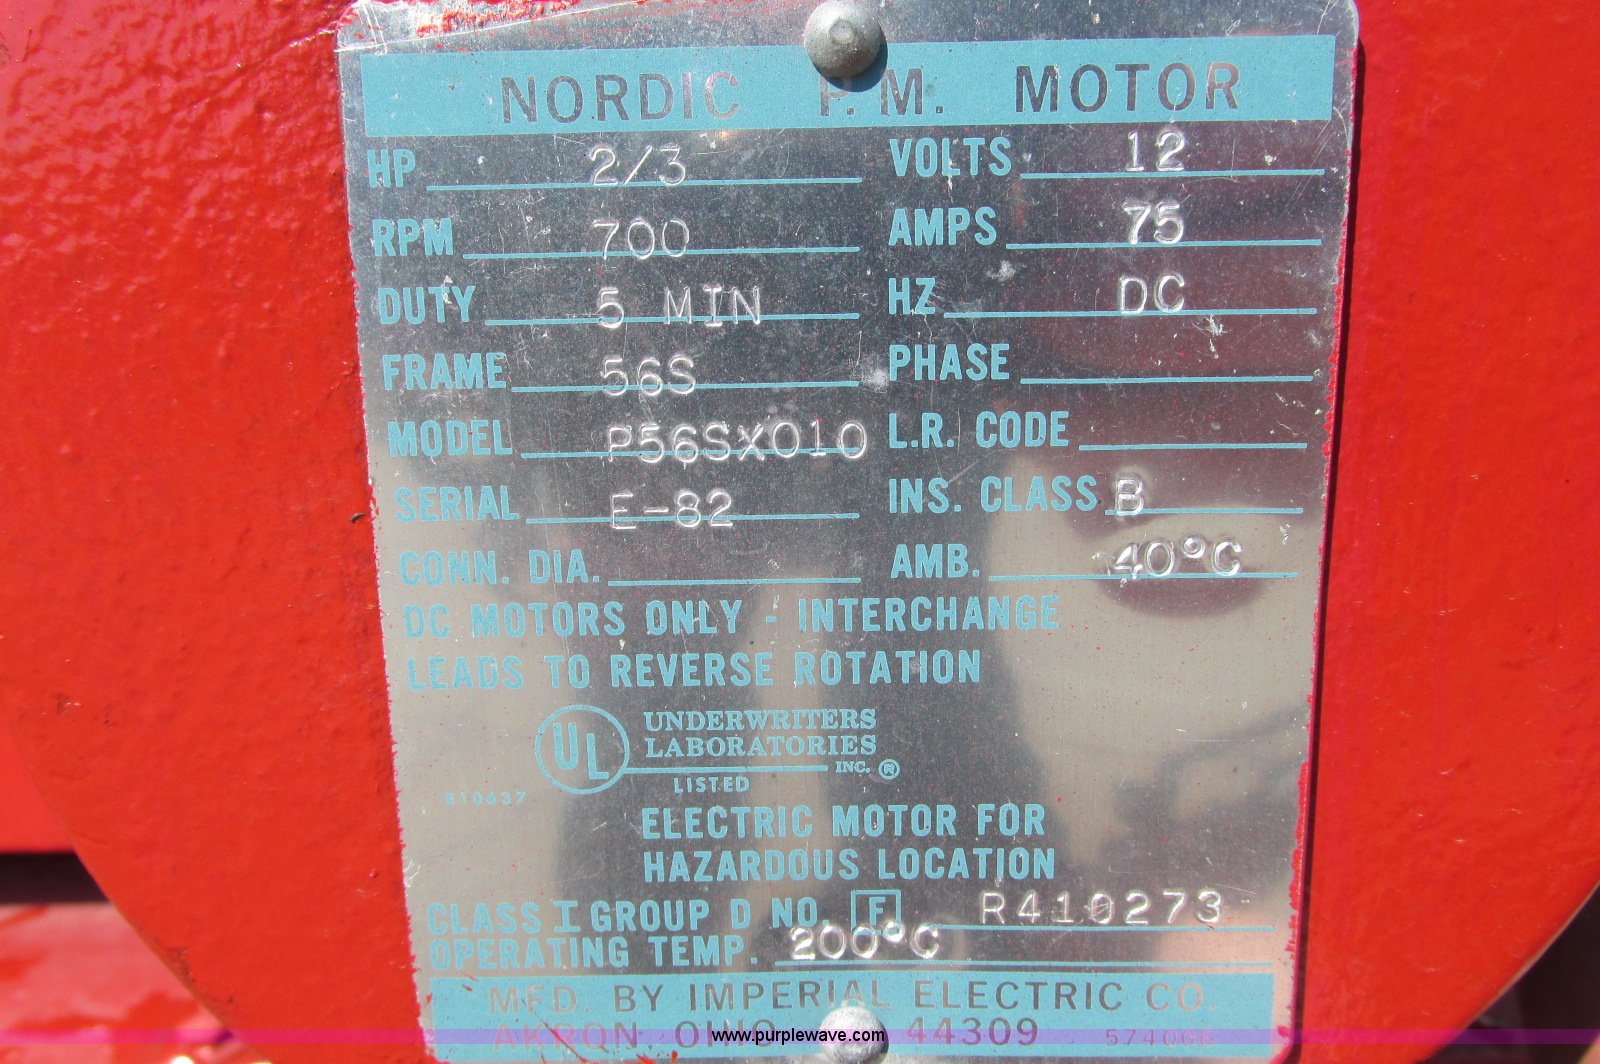 NORDIC P.M. MOTOR
HP 2/3 VOLTS 12
RPM 700 AMPS 75
DUTY 5 MIN HZ DC
FRAME 56S PHASE
MODEL P56SX010 L.R. CODE
SERIAL E-82 INS. CLASS B
CONN. DIA. AMB. 40°C
DC MOTORS ONLY - INTERCHANGE
LEADS TO REVERSE ROTATION
UL UNDERWRITERS
LABORATORIES
INC. ®
LISTED
ELECTRIC MOTOR FOR
HAZARDOUS LOCATION
CLASS I GROUP D NO. F R410273
OPERATING TEMP. 200°C
MFD. BY IMPERIAL ELECTRIC CO.
AKRON, OHIO 44309
www.purplewave.com